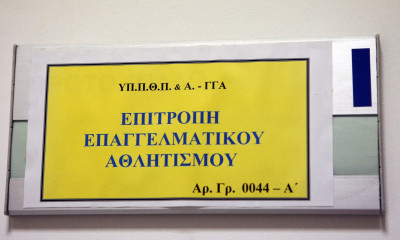 ΥΠ.Π.Θ.Π. & Α. - ΓΓΑ
ΕΠΙΤΡΟΠΗ
ΕΠΑΓΓΕΛΜΑΤΙΚΟΥ
ΑΘΛΗΤΙΣΜΟΥ
Αρ. Γρ. 0044 – Α΄